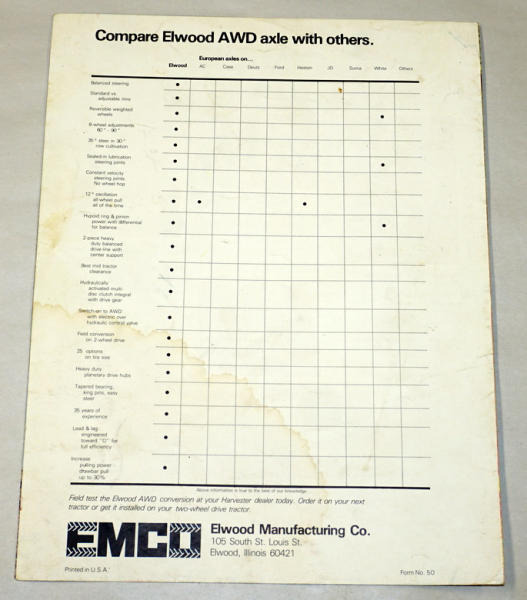 Compare Elwood AWD axle with others.
European axles on...
Elwood AC Case Deutz Ford Hesston JD Same White Others
Balanced steering
Standard vs.
adjustable rims
Reversible weighted
wheels
8-wheel adjustments
60" - 90"
35° steer in 30"
row cultivation
Sealed-in lubrication
steering joints
Constant velocity
steering joints
No wheel hop
12° oscillation
all-wheel pull
all of the time
Hypoid ring & pinion
power with differential
for balance
2-piece heavy
duty balanced
drive-line with
center support
Best mid tractor
clearance
Hydraulically
activated multi-
disc clutch integral
with drive gear
Switch-on to AWD
with electric over
hydraulic control valve
Field conversion
on 2-wheel drive
25 options
on tire size
Heavy duty
planetary drive hubs
Tapered bearing,
king pins, easy
steer
35 years of
experience
Lead & lag
engineered
toward "O" for
full efficiency
Increase
pulling power -
drawbar pull
up to 30%
Above information is true to the best of our knowledge.
Field test the Elwood AWD conversion at your Harvester dealer today. Order it on your next
tractor or get it installed on your two-wheel drive tractor.
EMCO
Elwood Manufacturing Co.
105 South St. Louis St.
Elwood, Illinois 60421
Printed in U.S.A.
Form No. 50